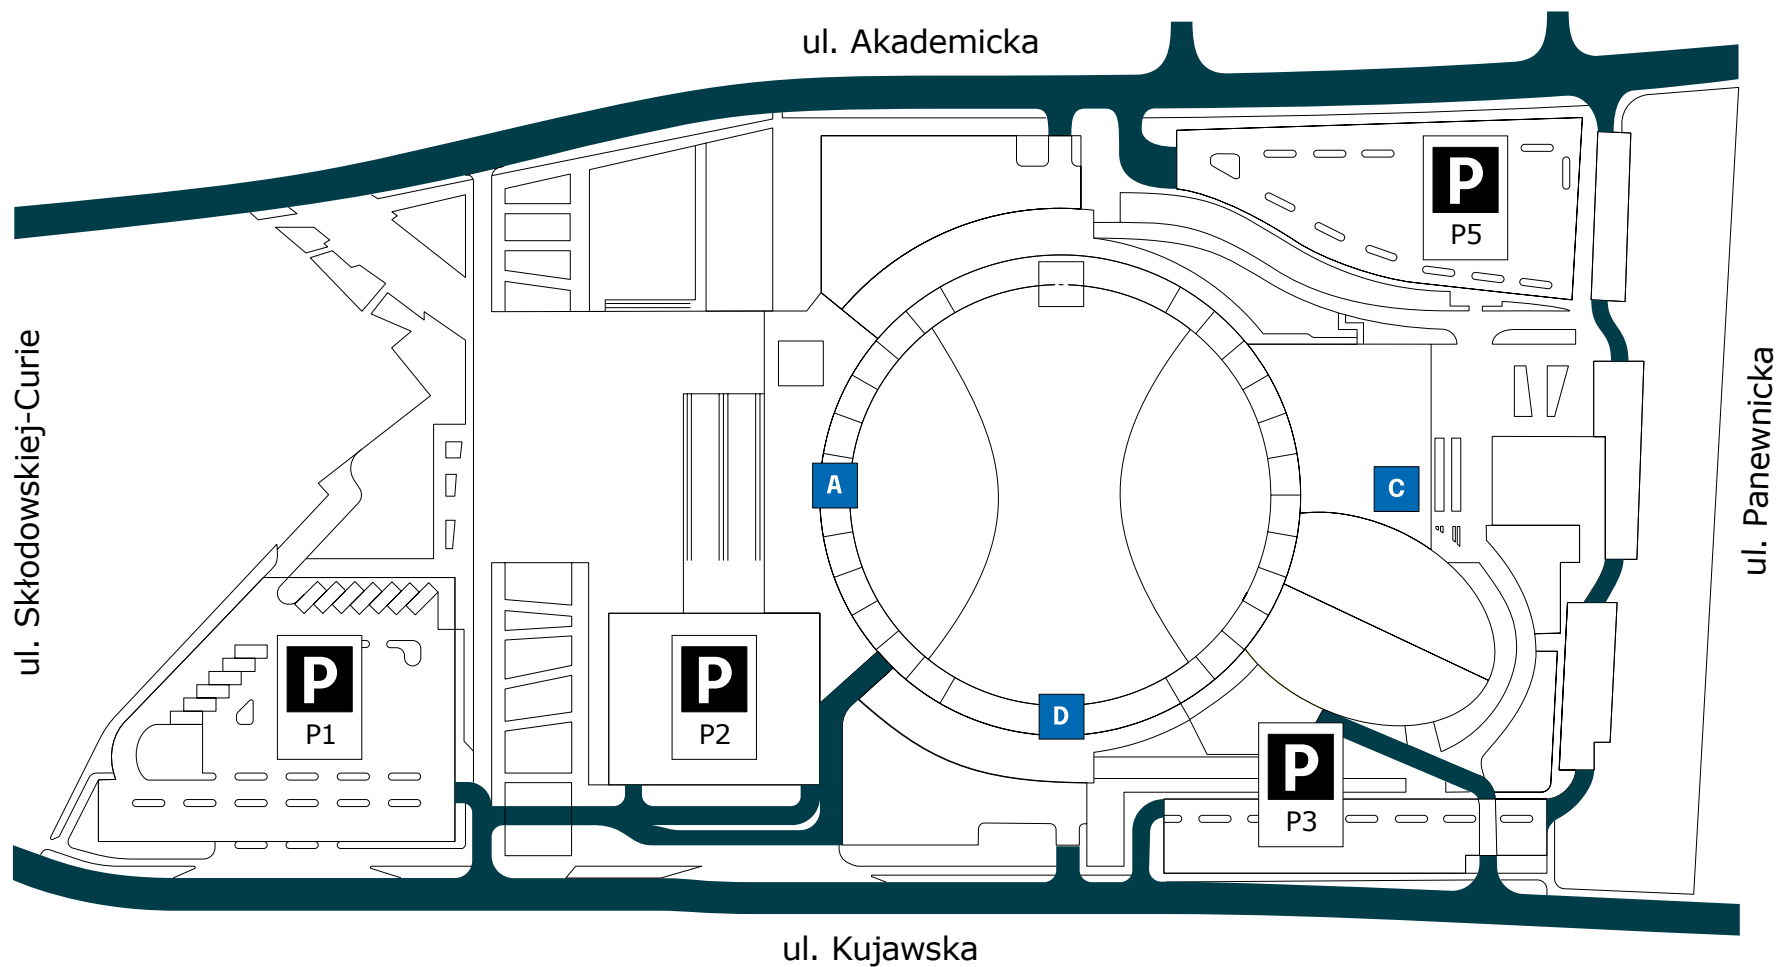 ul. Akademicka
P
P5
ul. Skłodowskiej-Curie
ul. Panewnicka
A
C
P
P1
P
P2
D
P
P3
ul. Kujawska